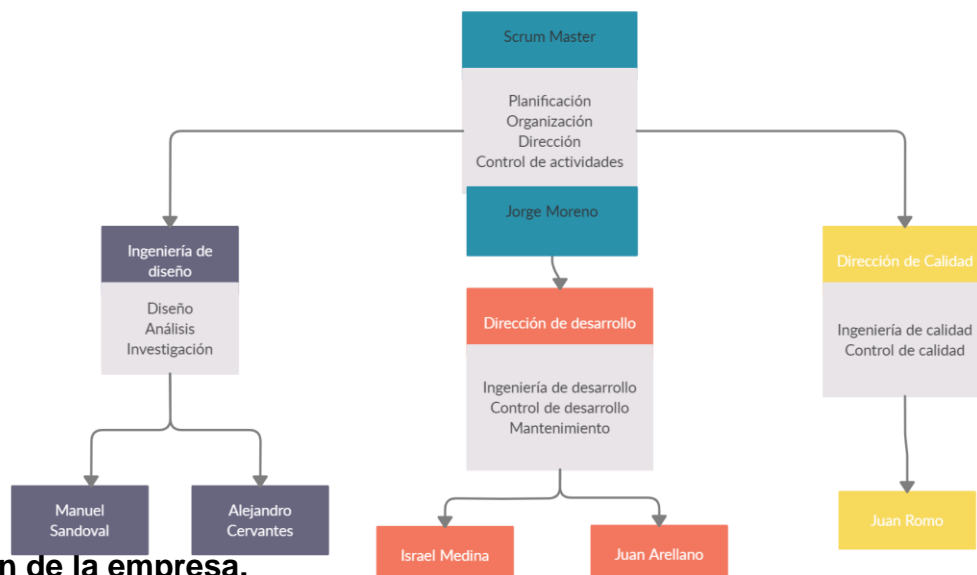 Scrum Master
Planificación
Organización
Dirección
Control de actividades
Jorge Moreno
Ingeniería de
diseño
Diseño
Análisis
Investigación
Manuel
Sandoval
Alejandro
Cervantes
Dirección de desarrollo
Ingeniería de desarrollo
Control de desarrollo
Mantenimiento
Israel Medina
Juan Arellano
Dirección de Calidad
Ingeniería de calidad
Control de calidad
Juan Romo
de la empresa.